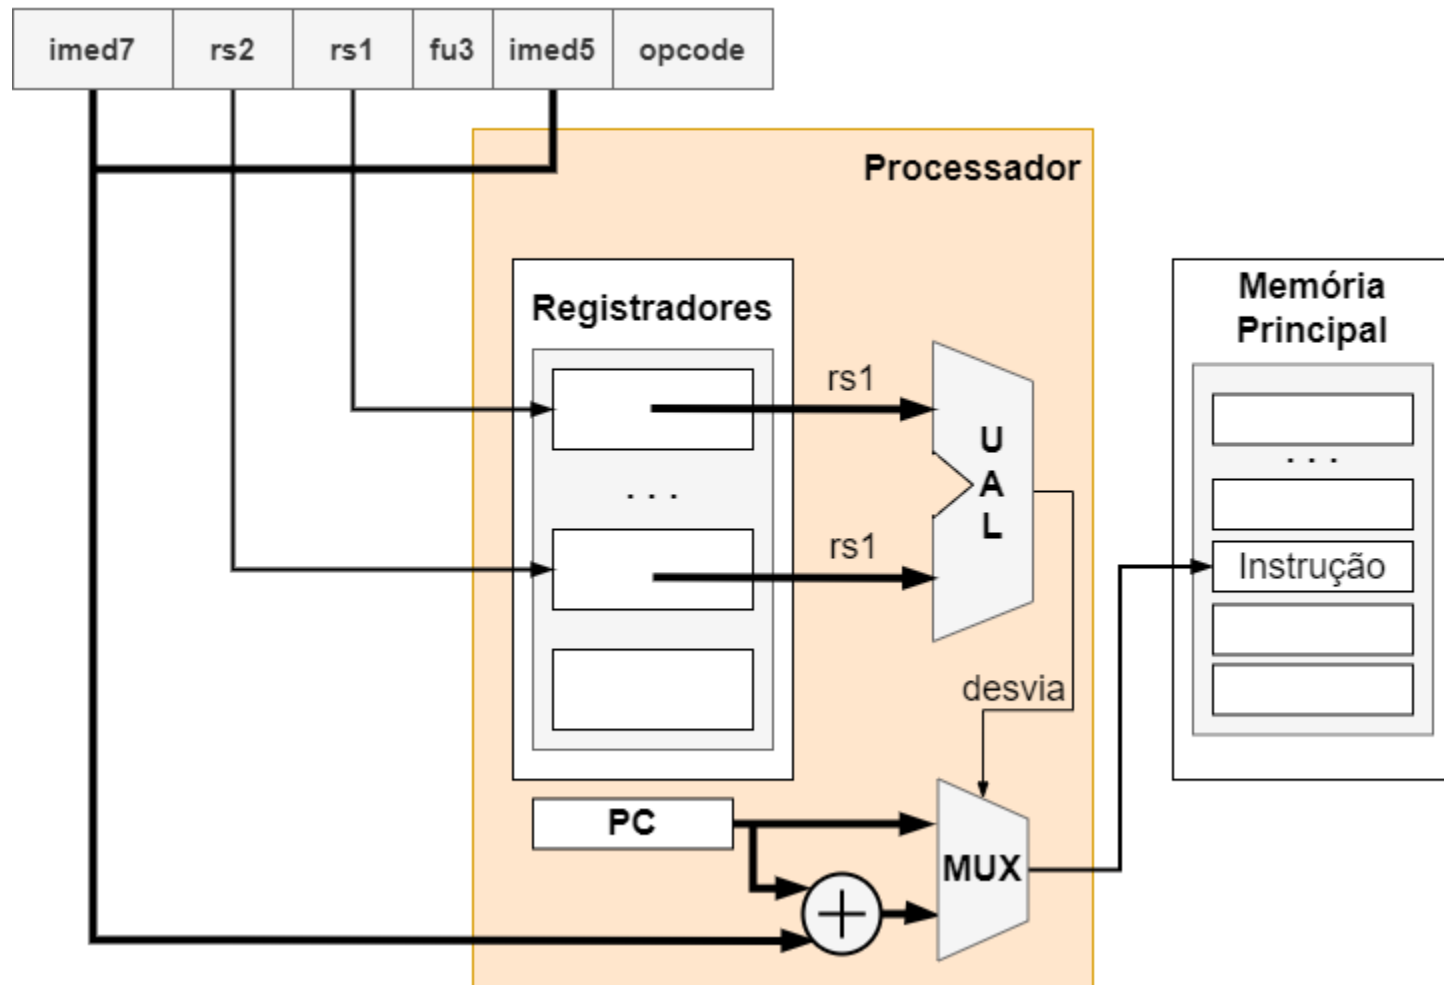 imed7 rs2 rs1 fu3 imed5 opcode
Processador
Registradores
Memória
Principal
rs1
. . .
U
A
L
. . .
rs1
Instrução
desvia
PC
MUX